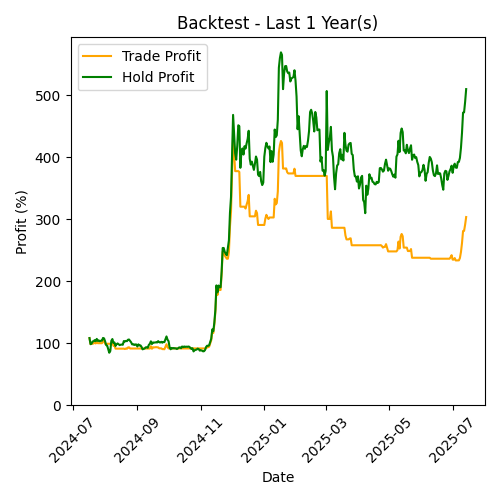 Backtest - Last 1 Year(s)
Trade Profit
Hold Profit
Profit (%)
500
400
300
200
100
0
2024-07
2024-09
2024-11
2025-01
2025-03
2025-05
2025-07
Date